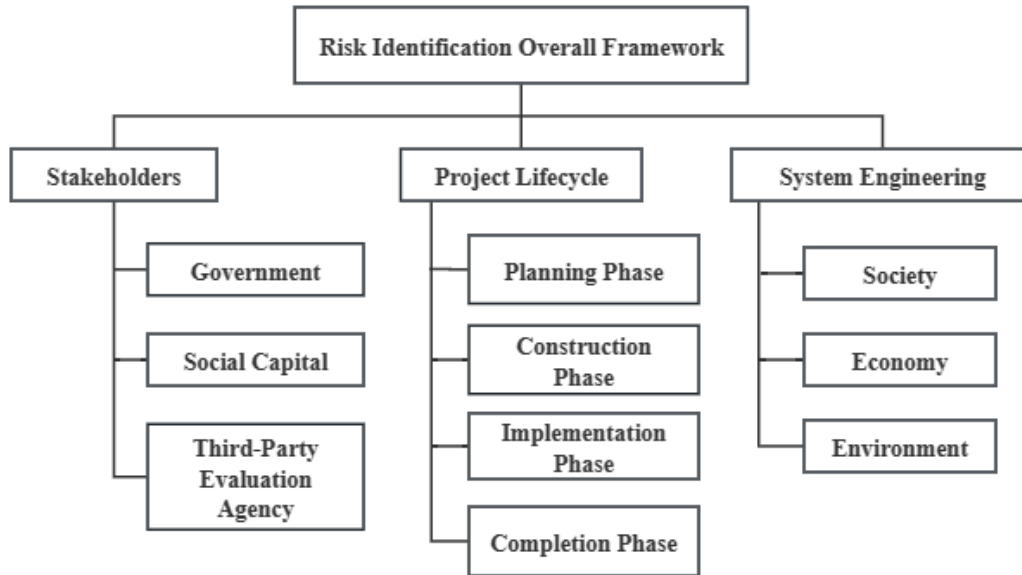 Risk Identification Overall Framework
Stakeholders
Government
Social Capital
Third-Party
Evaluation
Agency
Project Lifecycle
Planning Phase
Construction
Phase
Implementation
Phase
Completion Phase
System Engineering
Society
Economy
Environment